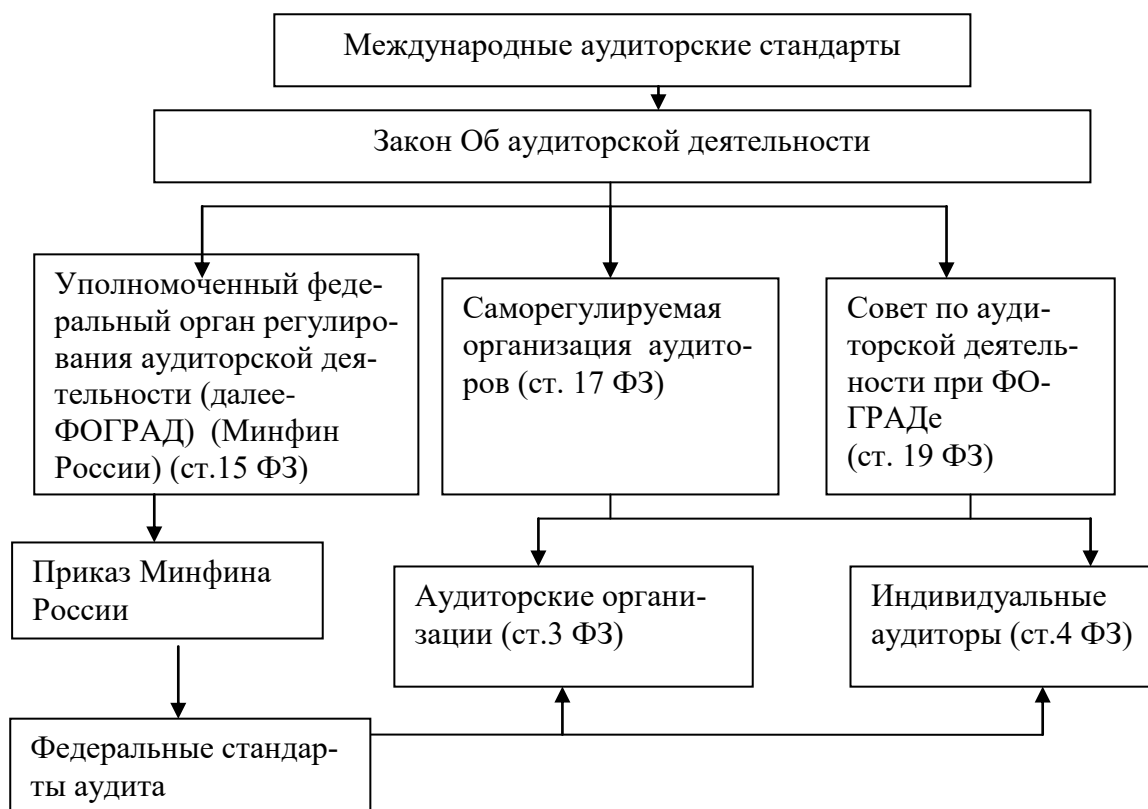 Международные аудиторские стандарты
Закон Об аудиторской деятельности
Уполномоченный феде-
ральный орган регулиро-
вания аудиторской дея-
тельности (далее-
ФОГРАД) (Минфин
России) (ст.15 ФЗ)
Саморегулируемая
организация аудито-
ров (ст. 17 ФЗ)
Совет по ауди-
торской деятель-
ности при ФО-
ГРАДе
(ст. 19 ФЗ)
Приказ Минфина
России
Аудиторские органи-
зации (ст.3 ФЗ)
Индивидуальные
аудиторы (ст.4 ФЗ)
Федеральные стандар-
ты аудита